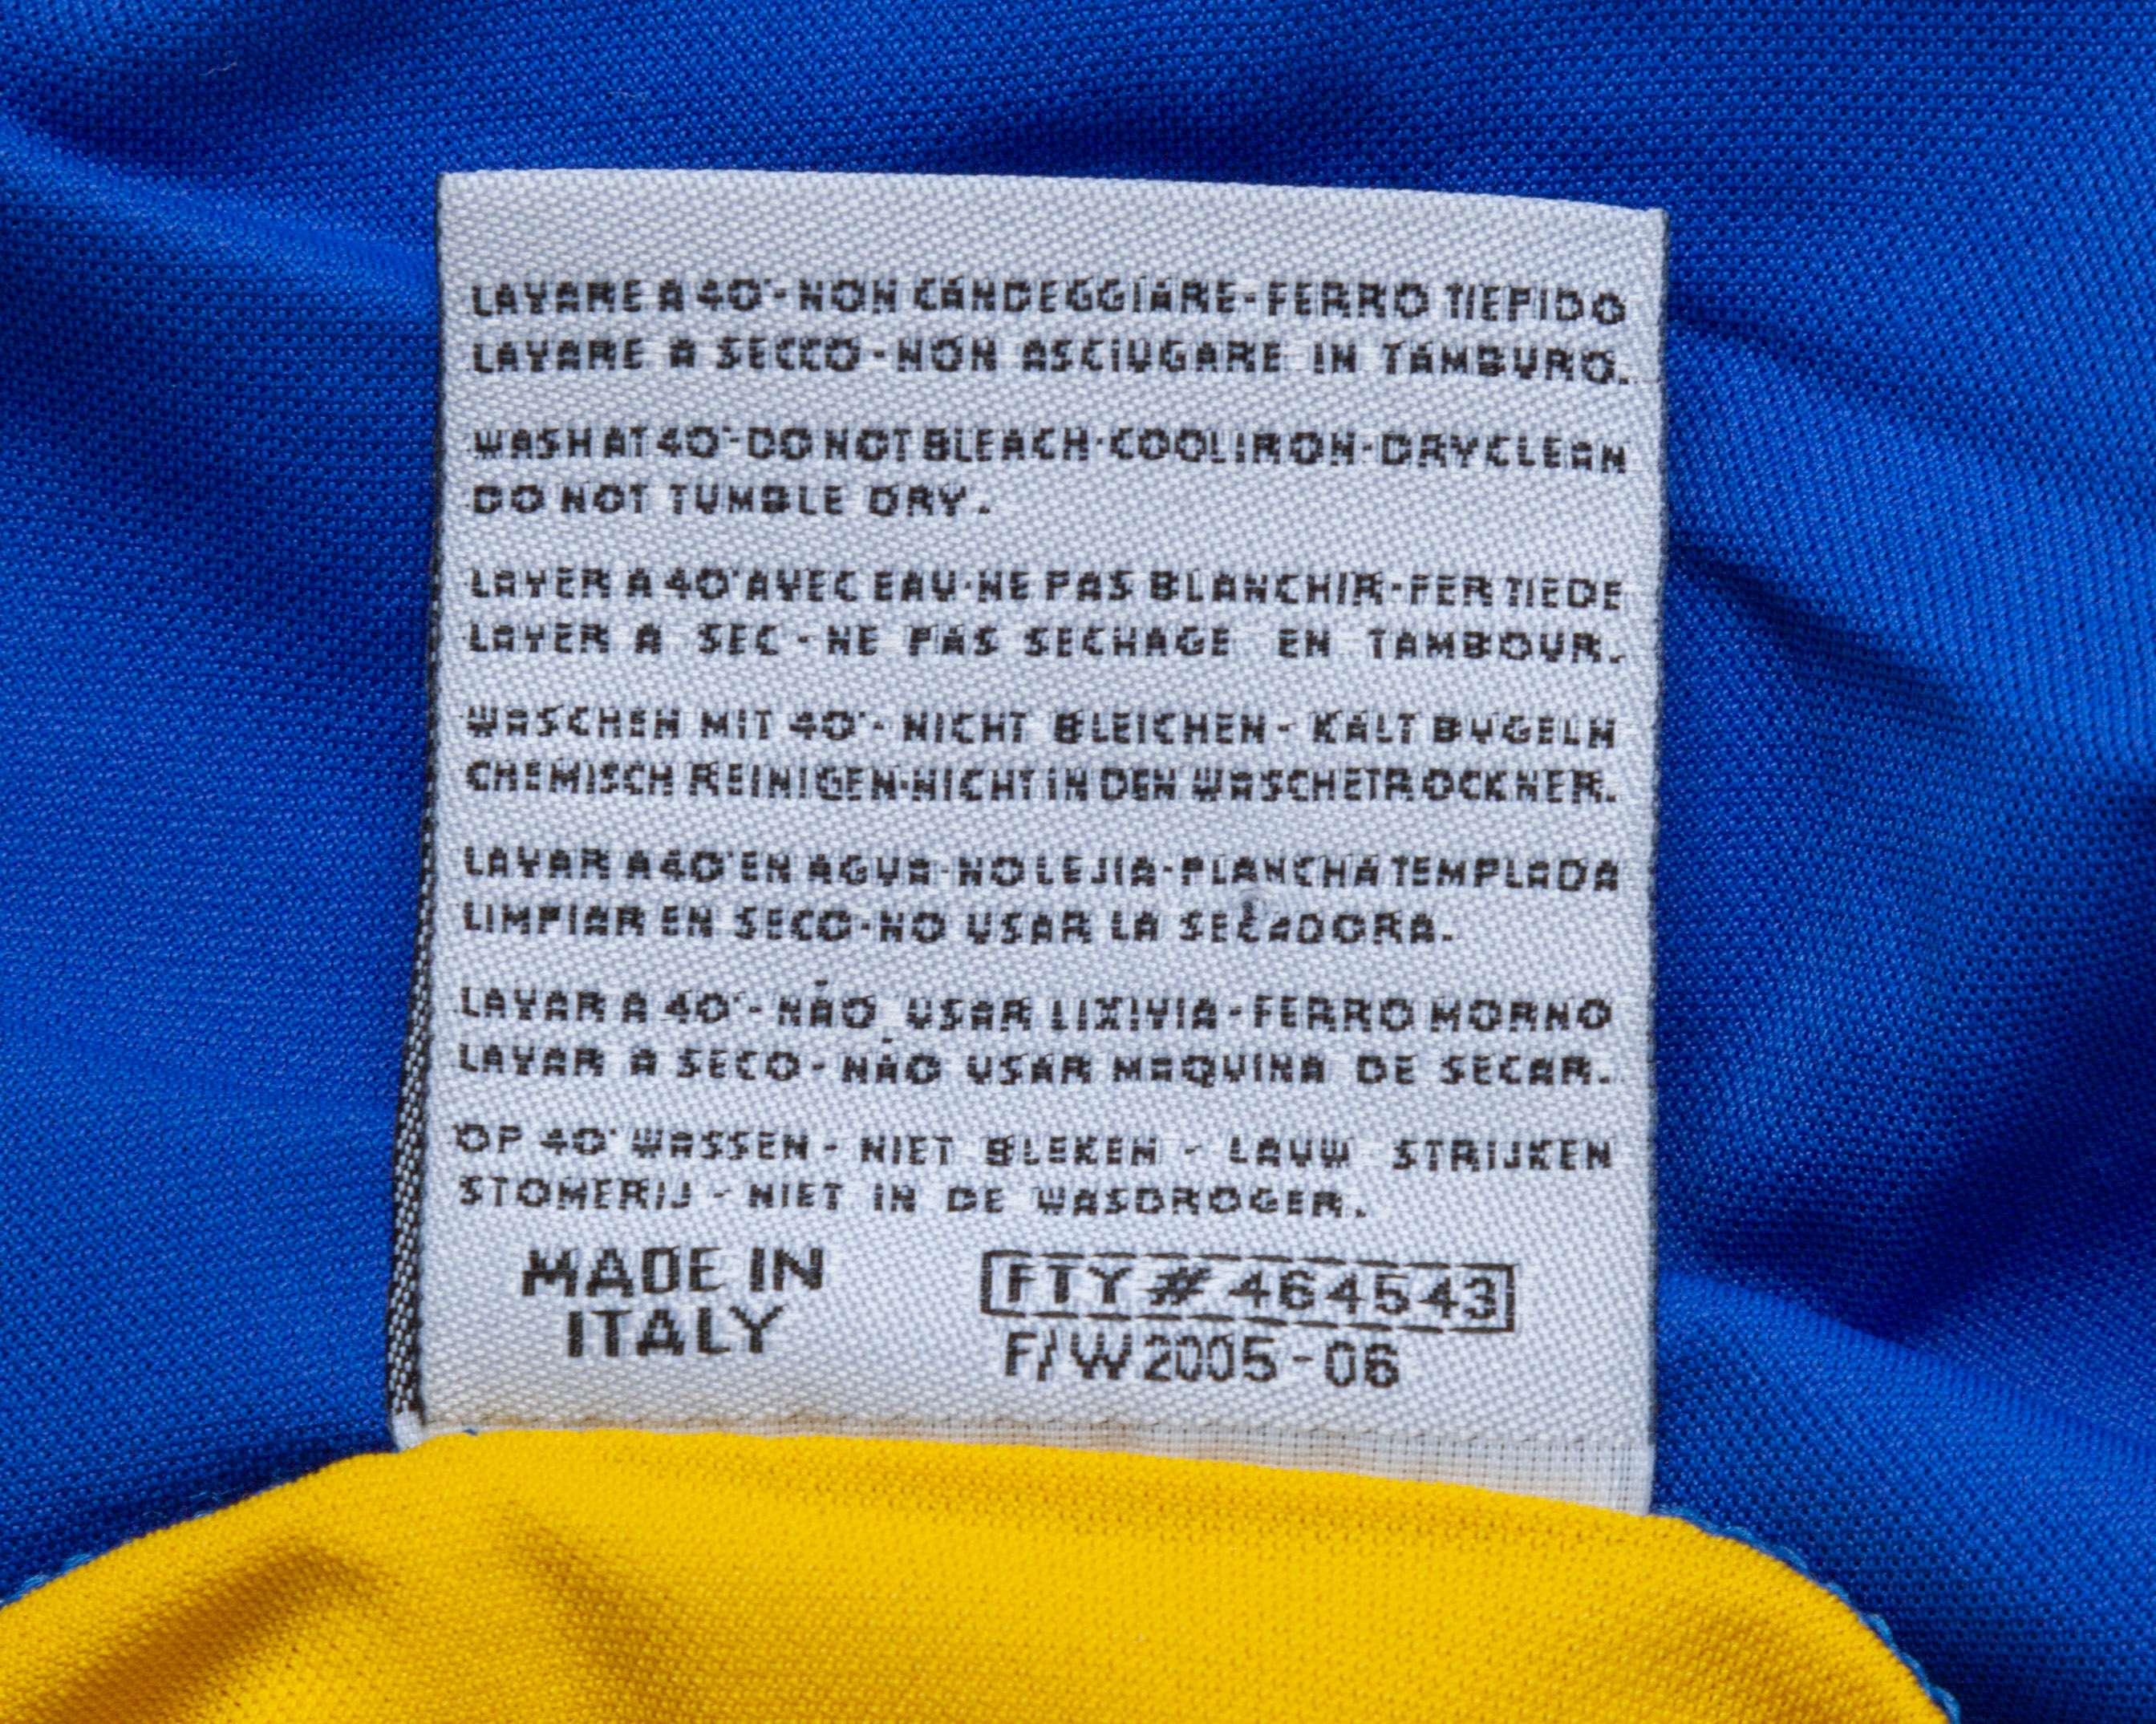 LAVARE A 40°-NON CANDEGGIARE-FERRO TIEPIDO
LAVARE A SECCO-NON ASCIUGARE IN TAMBURO.
WASH AT 40°-DO NOT BLEACH-COOL IRON-DRY CLEAN
DO NOT TUMBLE DRY.
LAVER A 40°AVEC EAU-NE PAS BLANCHIR-FER TIEDE
LAVER A SEC-NE PAS SECHAGE EN TAMBOUR.
WASCHEN MIT 40°-NICHT BLEICHEN-KALT BUGELN
CHEMISCH REINIGEN-NICHT IN DEN WASCHETROCKNER.
LAVAR A 40°EN AGUA-NO LEJIA-PLANCHA TEMPLADA
LIMPIAR EN SECO-NO USAR LA SECADORA.
LAVAR A 40°-NÃO USAR LIXIVIA-FERRO MORNO
LAVAR A SECO-NÃO USAR MAQUINA DE SECAR.
OP 40°WASSEN-NIET BLEKEN-LAUW STRIJKEN
STOMERIJ-NIET IN DE WASDROGER.
MADE IN
ITALY
FTY #464543
F/W2005-06